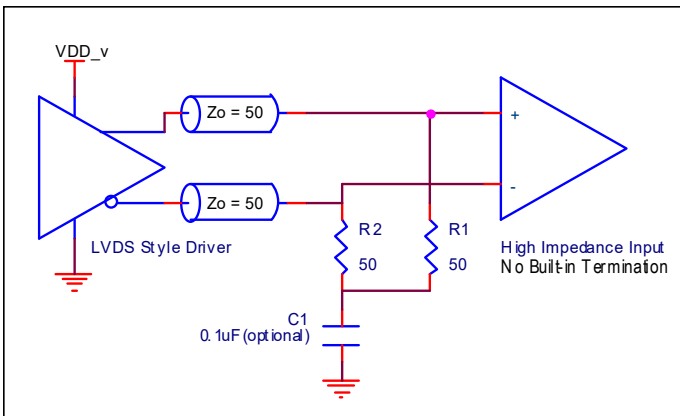 VDD_v
Zo = 50
+
Zo = 50
-
LVDS Style Driver
R2
50
R1
50
High Impedance Input
No Built-in Termination
C1
0.1uF(optional)